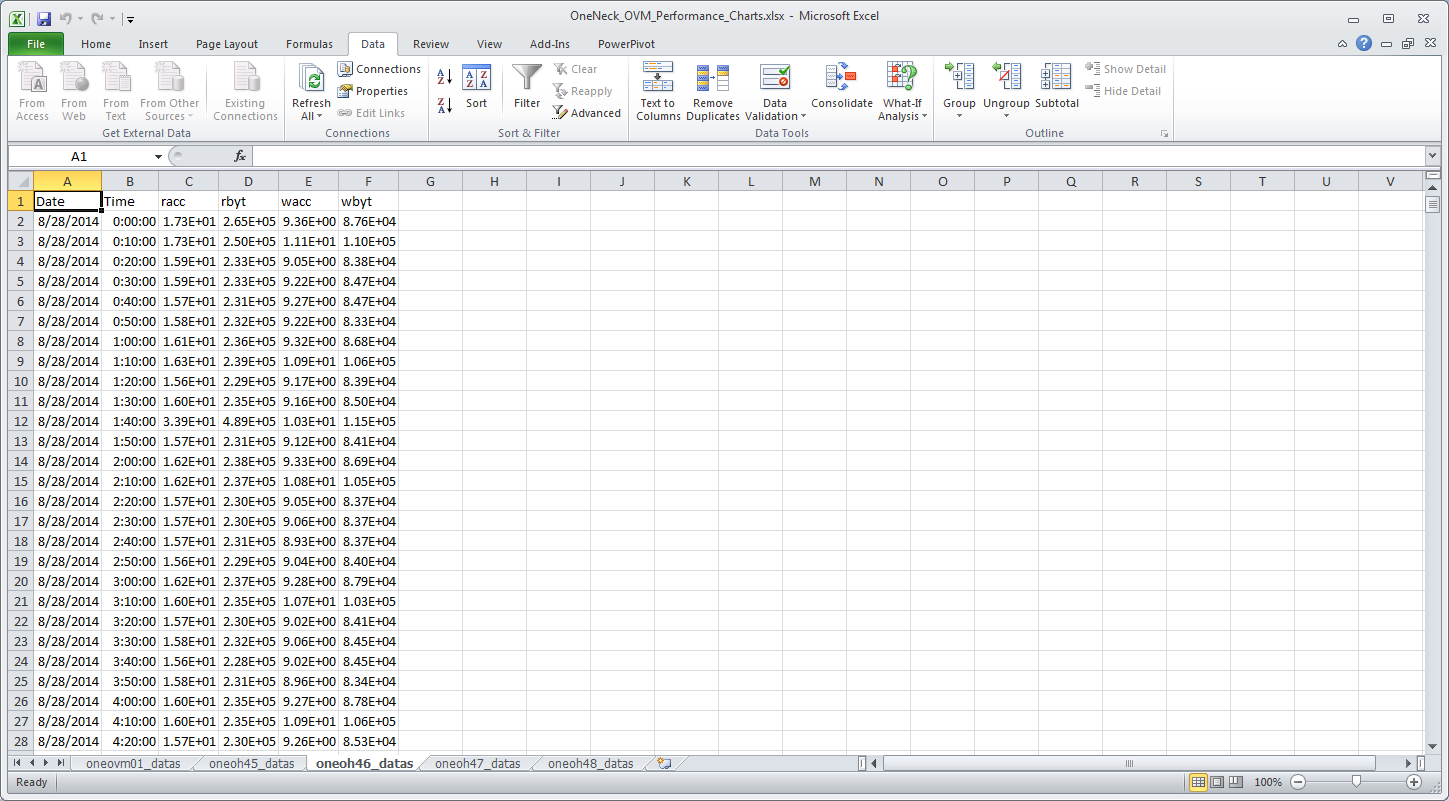 OneNeck_OVM_Performance_Charts.xlsx - Microsoft Excel
File Home Insert Page Layout Formulas Data Review View Add-Ins PowerPivot
From Access From Web From Text From Other Sources Existing Connections
Get External Data
Refresh All Connections Properties Edit Links
Connections
Sort Filter Clear Reapply Advanced
Sort & Filter
Text to Columns Remove Duplicates Data Validation Consolidate What-If Analysis
Data Tools
Group Ungroup Subtotal Show Detail Hide Detail
Outline
A1 fx
A B C D E F G H I J K L M N O P Q R S T U V
1 Date Time racc rbyt wacc wbyt
2 8/28/2014 0:00:00 1.73E+01 2.65E+05 9.36E+00 8.76E+04
3 8/28/2014 0:10:00 1.73E+01 2.50E+05 1.11E+01 1.10E+05
4 8/28/2014 0:20:00 1.59E+01 2.33E+05 9.05E+00 8.38E+04
5 8/28/2014 0:30:00 1.59E+01 2.33E+05 9.22E+00 8.47E+04
6 8/28/2014 0:40:00 1.57E+01 2.31E+05 9.27E+00 8.47E+04
7 8/28/2014 0:50:00 1.58E+01 2.32E+05 9.22E+00 8.33E+04
8 8/28/2014 1:00:00 1.61E+01 2.36E+05 9.32E+00 8.68E+04
9 8/28/2014 1:10:00 1.63E+01 2.39E+05 1.09E+01 1.06E+05
10 8/28/2014 1:20:00 1.56E+01 2.29E+05 9.17E+00 8.39E+04
11 8/28/2014 1:30:00 1.60E+01 2.35E+05 9.16E+00 8.50E+04
12 8/28/2014 1:40:00 3.39E+01 4.89E+05 1.03E+01 1.15E+05
13 8/28/2014 1:50:00 1.57E+01 2.31E+05 9.12E+00 8.41E+04
14 8/28/2014 2:00:00 1.62E+01 2.38E+05 9.33E+00 8.69E+04
15 8/28/2014 2:10:00 1.62E+01 2.37E+05 1.08E+01 1.05E+05
16 8/28/2014 2:20:00 1.57E+01 2.30E+05 9.05E+00 8.37E+04
17 8/28/2014 2:30:00 1.57E+01 2.30E+05 9.06E+00 8.37E+04
18 8/28/2014 2:40:00 1.57E+01 2.31E+05 8.93E+00 8.37E+04
19 8/28/2014 2:50:00 1.56E+01 2.29E+05 9.04E+00 8.40E+04
20 8/28/2014 3:00:00 1.62E+01 2.37E+05 9.28E+00 8.79E+04
21 8/28/2014 3:10:00 1.60E+01 2.35E+05 1.07E+01 1.03E+05
22 8/28/2014 3:20:00 1.57E+01 2.30E+05 9.02E+00 8.41E+04
23 8/28/2014 3:30:00 1.58E+01 2.32E+05 9.06E+00 8.45E+04
24 8/28/2014 3:40:00 1.56E+01 2.28E+05 9.02E+00 8.45E+04
25 8/28/2014 3:50:00 1.58E+01 2.31E+05 8.96E+00 8.34E+04
26 8/28/2014 4:00:00 1.60E+01 2.35E+05 9.27E+00 8.78E+04
27 8/28/2014 4:10:00 1.60E+01 2.35E+05 1.09E+01 1.06E+05
28 8/28/2014 4:20:00 1.57E+01 2.30E+05 9.26E+00 8.53E+04
oneovm01_datas oneoh45_datas oneoh46_datas oneoh47_datas oneoh48_datas
Ready 100%